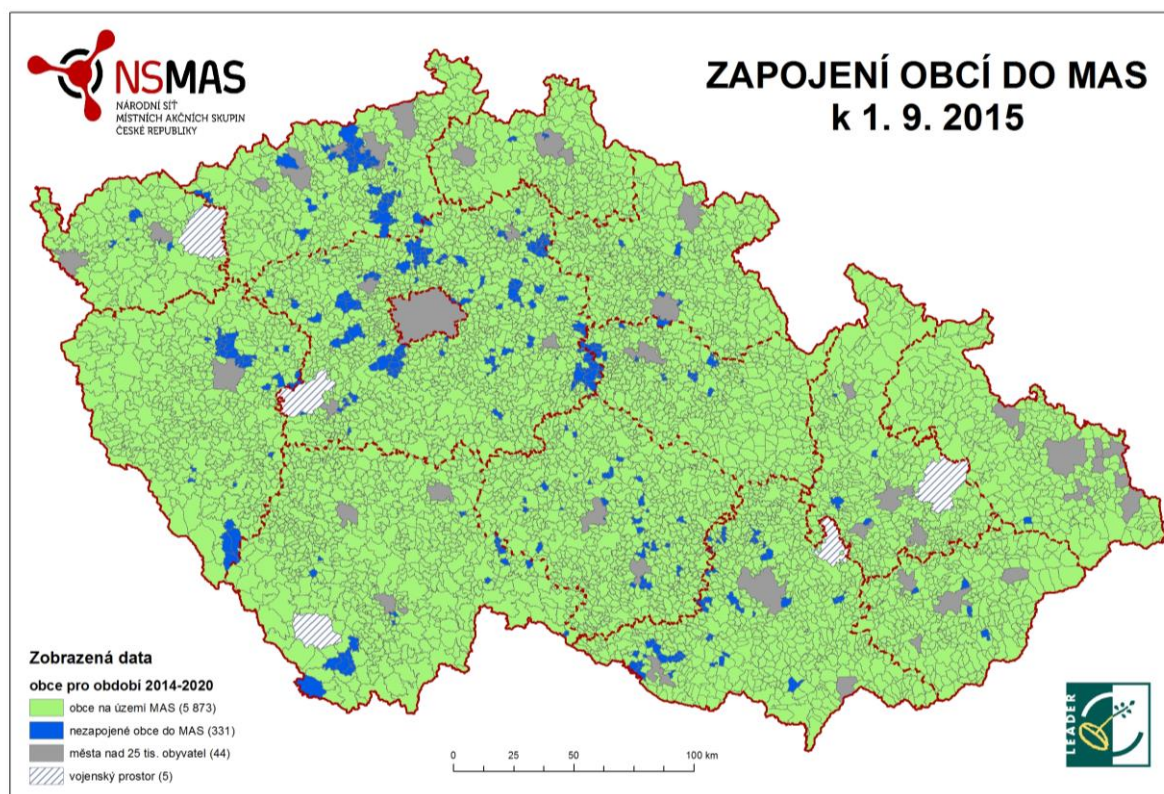 NSMAS
NÁRODNÍ SÍŤ
MÍSTNÍCH AKČNÍCH SKUPIN
ČESKÉ REPUBLIKY
ZAPOJENÍ OBCÍ DO MAS
k 1. 9. 2015
Zobrazená data
obce pro období 2014-2020
obce na území MAS (5 873)
nezapojené obce do MAS (331)
města nad 25 tis. obyvatel (44)
vojenský prostor (5)
0 25 50 100 km
LEADER